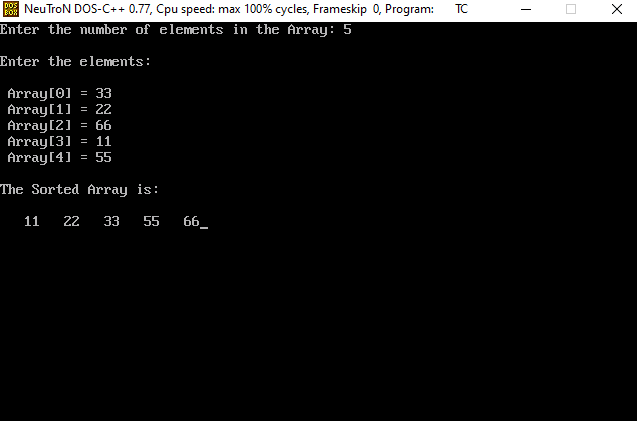 DOS BOX
NeuTroN DOS-C++ 0.77, Cpu speed: max 100% cycles, Frameskip 0, Program: TC
Enter the number of elements in the Array: 5
Enter the elements:
Array[0] = 33
Array[1] = 22
Array[2] = 66
Array[3] = 11
Array[4] = 55
The Sorted Array is:
11 22 33 55 66_